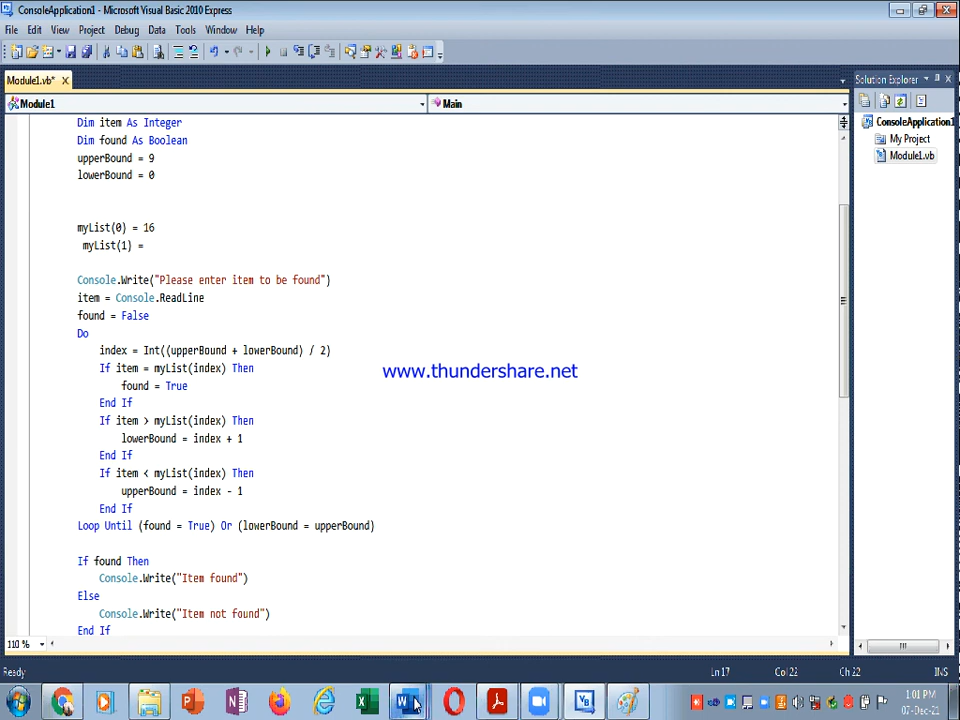 ConsoleApplication1 - Microsoft Visual Basic 2010 Express
File Edit View Project Debug Data Tools Window Help
Module1.vb*
Solution Explorer
Module1
Main
ConsoleApplication1
My Project
Module1.vb
Dim item As Integer
Dim found As Boolean
upperBound = 9
lowerBound = 0
myList(0) = 16
myList(1) =
Console.Write("Please enter item to be found")
item = Console.ReadLine
found = False
Do
index = Int((upperBound + lowerBound) / 2)
If item = myList(index) Then
found = True
End If
If item > myList(index) Then
lowerBound = index + 1
End If
If item < myList(index) Then
upperBound = index - 1
End If
Loop Until (found = True) Or (lowerBound = upperBound)
If found Then
Console.Write("Item found")
Else
Console.Write("Item not found")
End If
www.thundershare.net
110 %
Ready
Ln 17 Col 22 Ch 22 INS
1:01 PM
07-Dec-21